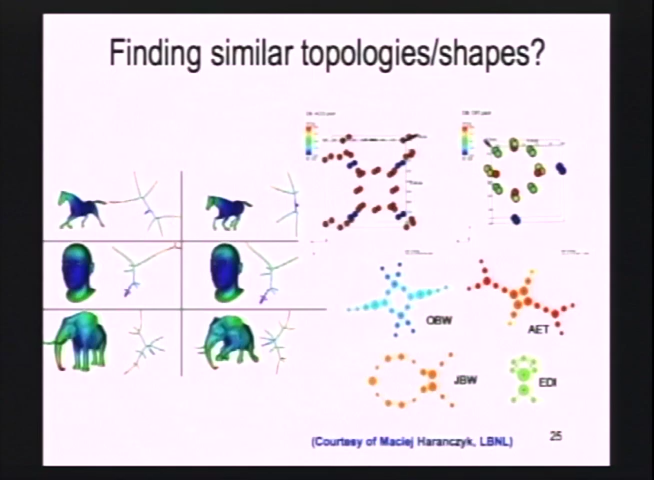 Finding similar topologies/shapes?
OBW
AET
JBW
EDI
(Courtesy of Maciej Haranczyk, LBNL)
25